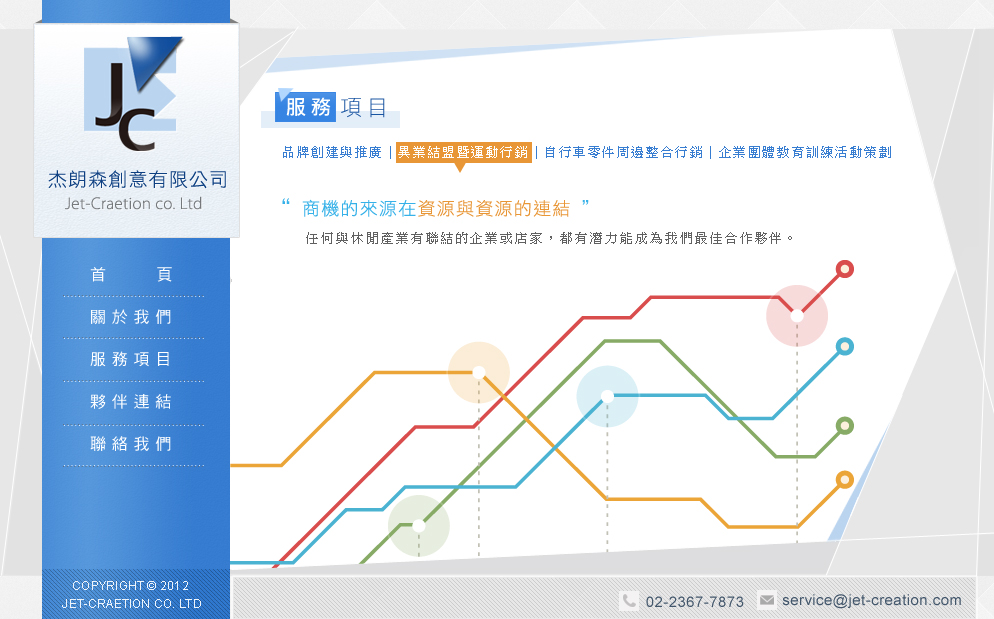 JC
杰朗森創意有限公司
Jet-Craetion co. Ltd
首 頁
關於我們
服務項目
夥伴連結
聯絡我們
COPYRIGHT © 2012
JET-CRAETION CO. LTD
服務項目
品牌創建與推廣 | 異業結盟暨運動行銷 | 自行車零件周邊整合行銷 | 企業團體教育訓練活動策劃
“ 商機的來源在資源與資源的連結 ”
任何與休閒產業有聯結的企業或店家，都有潛力能成為我們最佳合作夥伴。
02-2367-7873 service@jet-creation.com